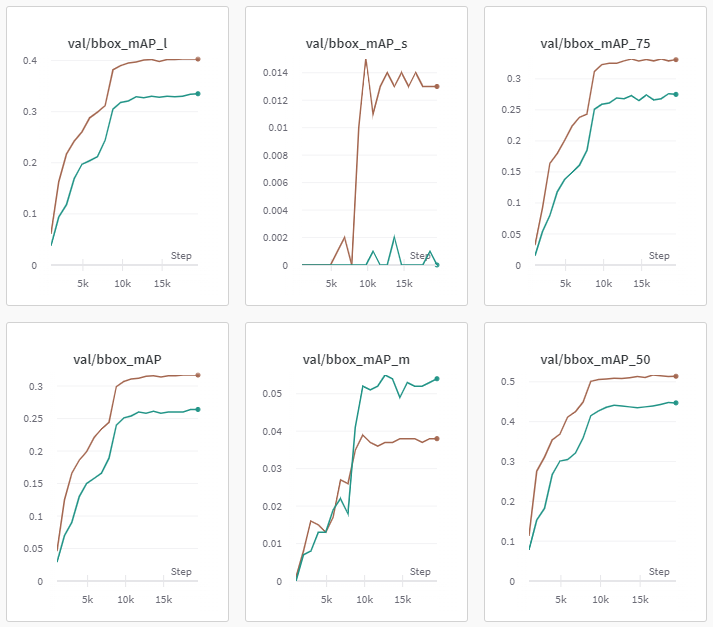 val/bbox_mAP_l
0.4
0.3
0.2
0.1
0
Step
5k 10k 15k
val/bbox_mAP_s
0.014
0.012
0.01
0.008
0.006
0.004
0.002
0
Step
5k 10k 15k
val/bbox_mAP_75
0.3
0.25
0.2
0.15
0.1
0.05
0
Step
5k 10k 15k
val/bbox_mAP
0.3
0.25
0.2
0.15
0.1
0.05
0
Step
5k 10k 15k
val/bbox_mAP_m
0.05
0.04
0.03
0.02
0.01
0
Step
5k 10k 15k
val/bbox_mAP_50
0.5
0.4
0.3
0.2
0.1
0
Step
5k 10k 15k